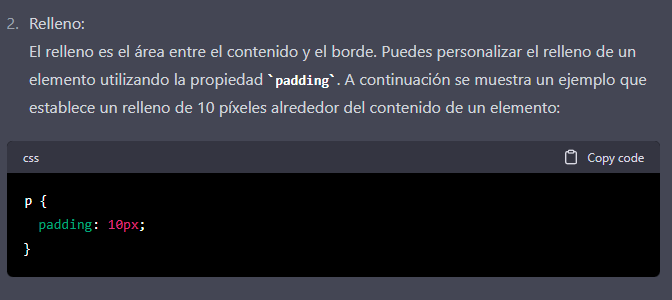 2. Relleno:
El relleno es el área entre el contenido y el borde. Puedes personalizar el relleno de un
elemento utilizando la propiedad `padding`. A continuación se muestra un ejemplo que
establece un relleno de 10 píxeles alrededor del contenido de un elemento:
css Copy code
p {
  padding: 10px;
}